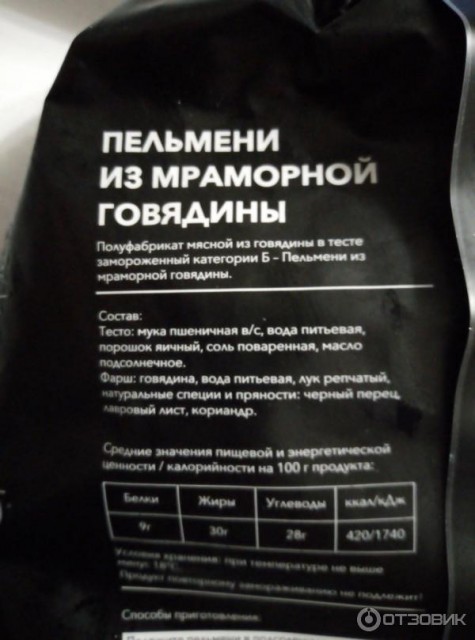 ПЕЛЬМЕНИ
ИЗ МРАМОРНОЙ
ГОВЯДИНЫ
Полуфабрикат мясной из говядины в тесте
замороженный категории Б – Пельмени из
мраморной говядины.
Состав:
Тесто: мука пшеничная в/с, вода питьевая,
порошок яичный, соль поваренная, масло
подсолнечное.
Фарш: говядина, вода питьевая, лук репчатый,
натуральные специи и пряности: черный перец,
лавровый лист, кориандр.
Средние значения пищевой и энергетической
ценности / калорийности на 100 г продукта:
Белки Жиры Углеводы ккал/кДж
9г 30г 28г 420/1740
Условия хранения: при температуре не выше
минус 18°С.
Продукт повторному замораживанию не подлежит!
Способы приготовления:
ОТЗОВИК